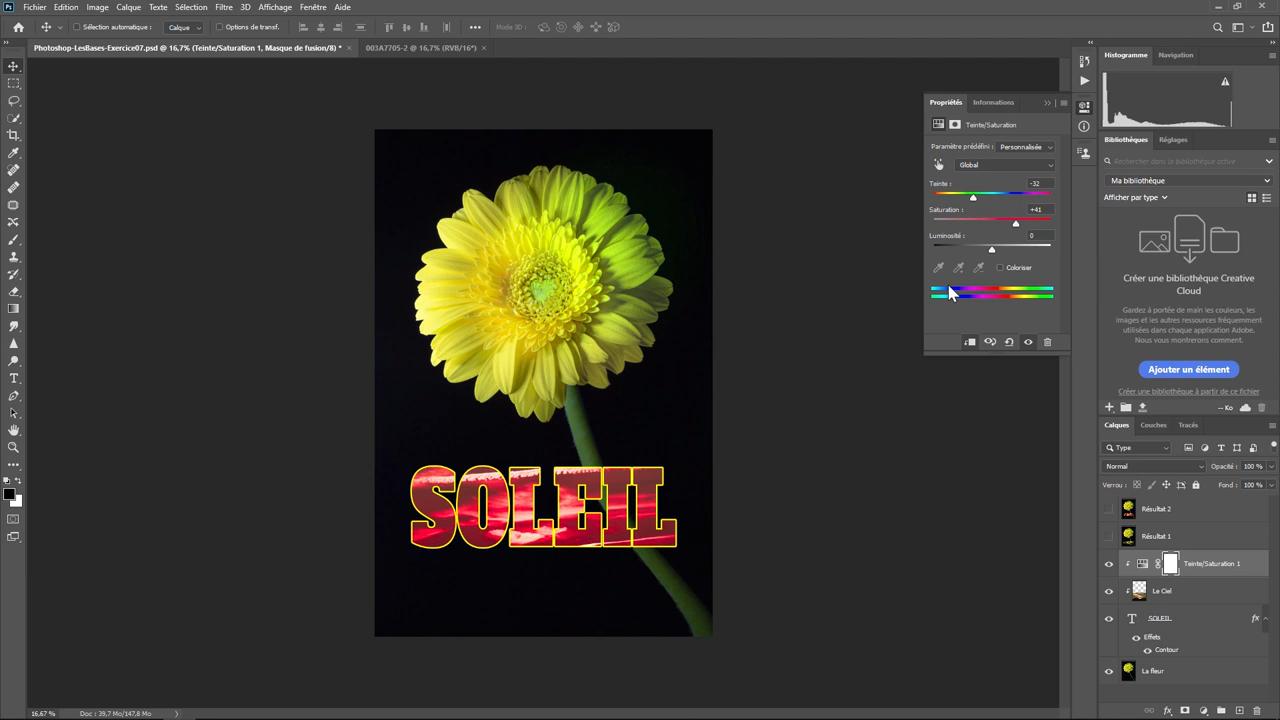 Ps Fichier Edition Image Calque Texte Sélection Filtre 3D Affichage Fenêtre Aide
Sélection automatique : Calque Options de transf. Mode 3D :
Photoshop-LesBases-Exercice07.psd @ 16,7% (Teinte/Saturation 1, Masque de fusion/8) * × 003A7705-2 @ 16,7% (RVB/16*) ×
Histogramme Navigation
Propriétés Informations
Teinte/Saturation
Paramètre prédéfini : Personnalisée
Global
Teinte : -32
Saturation : +41
Luminosité : 0
Coloriser
Bibliothèques Réglages
Rechercher dans la bibliothèque active
Ma bibliothèque
Afficher par type
Créer une bibliothèque Creative
Cloud
Gardez à portée de main les couleurs, les
images et les autres ressources fréquemment
utilisées dans chaque application Adobe.
Nous vous montrerons comment.
Ajouter un élément
Créer une bibliothèque à partir de ce fichier
-- Ko
Calques Couches Tracés
Type
Normal Opacité : 100 %
Verrou : Fond : 100 %
Résultat 2
Résultat 1
Teinte/Saturation 1
Le Ciel
SOLEIL fx
Effets
Contour
La fleur
SOLEIL
16,67 % Doc : 39,7 Mo/147,8 Mo